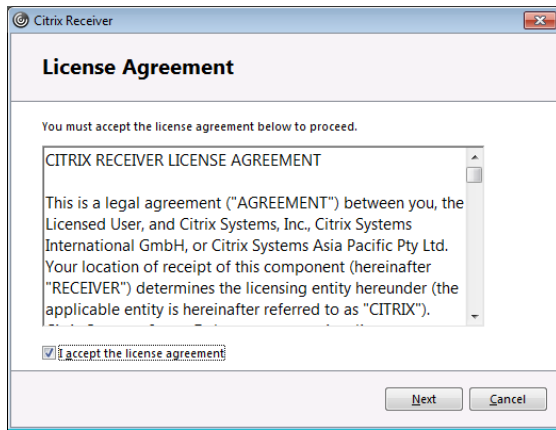 Citrix Receiver
License Agreement
You must accept the license agreement below to proceed.
CITRIX RECEIVER LICENSE AGREEMENT
This is a legal agreement ("AGREEMENT") between you, the
Licensed User, and Citrix Systems, Inc., Citrix Systems
International GmbH, or Citrix Systems Asia Pacific Pty Ltd.
Your location of receipt of this component (hereinafter
"RECEIVER") determines the licensing entity hereunder (the
applicable entity is hereinafter referred to as "CITRIX").
I accept the license agreement
Next
Cancel